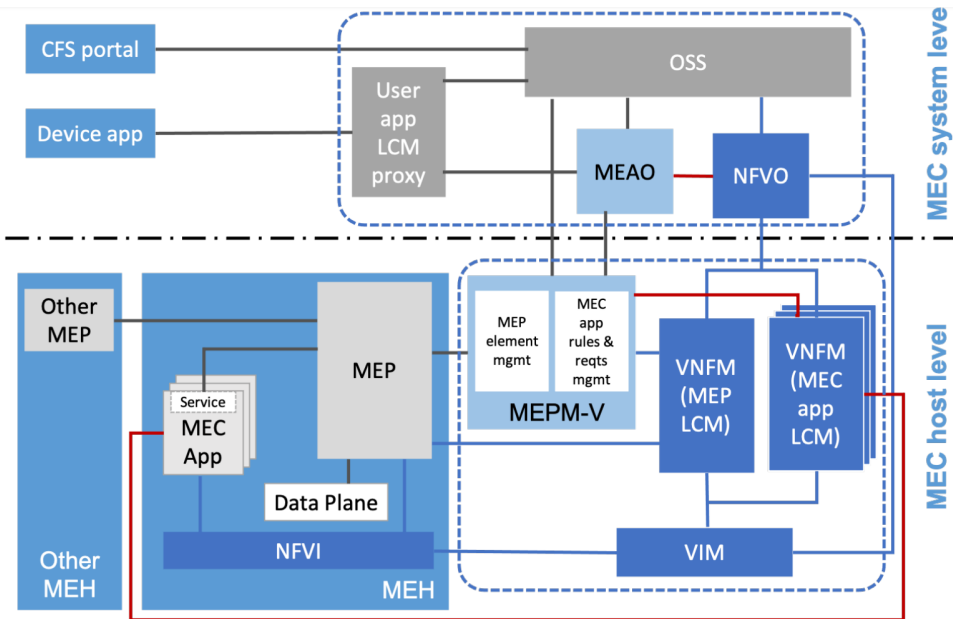 CFS portal
Device app
User
app
LCM
proxy
OSS
MEAO
NFVO
MEC system leve
Other
MEP
Other
MEH
Service
MEC
App
MEP
Data Plane
NFVI
MEH
MEP
element
mgmt
MEC
app
rules &
reqts
mgmt
MEPM-V
VNFM
(MEP
LCM)
VNFM
(MEC
app
LCM)
VIM
MEC host level